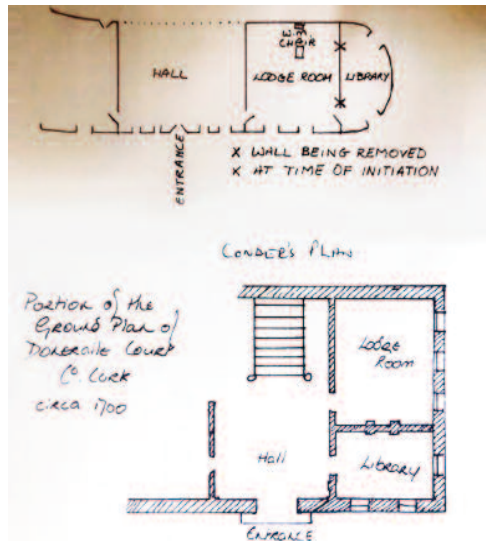 CHAIR
HALL
LODGE ROOM
LIBRARY
ENTRANCE
X WALL BEING REMOVED
X AT TIME OF INITIATION
CONDER'S PLAN
Portion of the
Ground Plan of
Doneraile Court
Co. Cork
circa 1700
Lodge
Room
Hall
Library
ENTRANCE